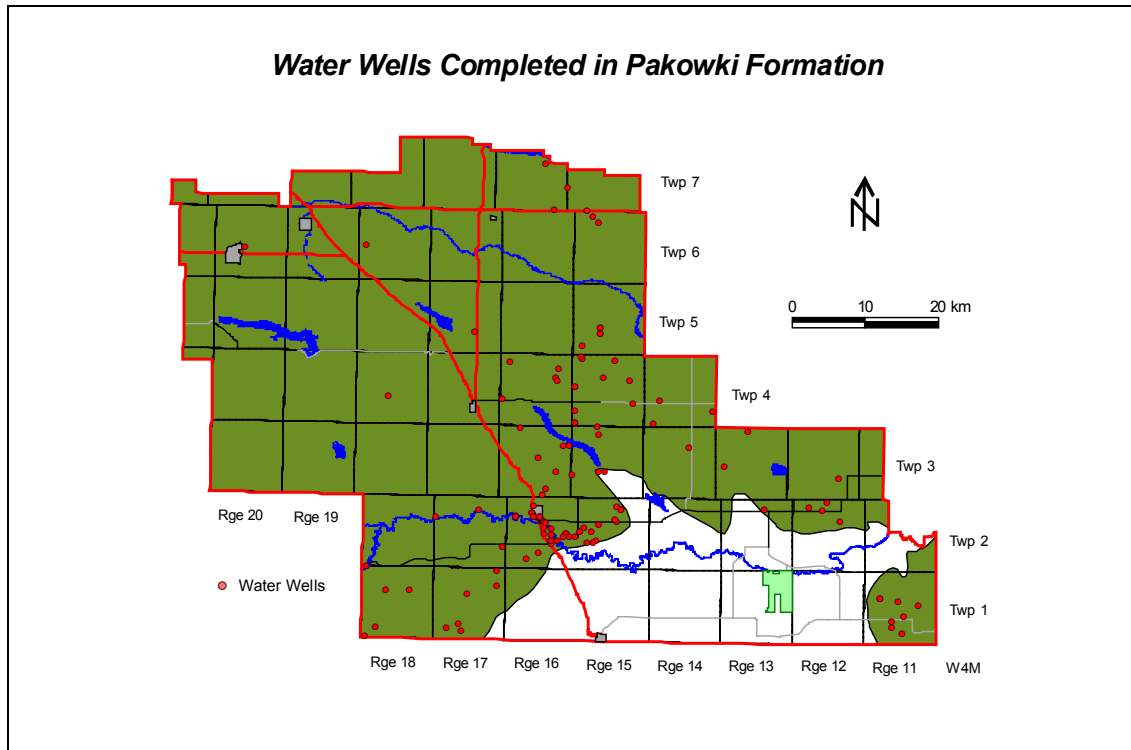 Water Wells Completed in Pakowki Formation
Twp 7
N
Twp 6
0 10 20 km
Twp 5
Twp 4
Twp 3
Rge 20 Rge 19
Twp 2
Water Wells
Twp 1
Rge 18 Rge 17 Rge 16 Rge 15 Rge 14 Rge 13 Rge 12 Rge 11 W4M